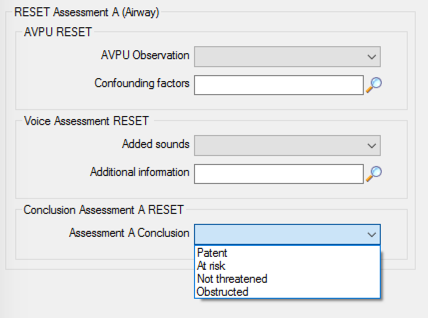 RESET Assessment A (Airway)
AVPU RESET
AVPU Observation
Confounding factors
Voice Assessment RESET
Added sounds
Additional information
Conclusion Assessment A RESET
Assessment A Conclusion
Patent
At risk
Not threatened
Obstructed